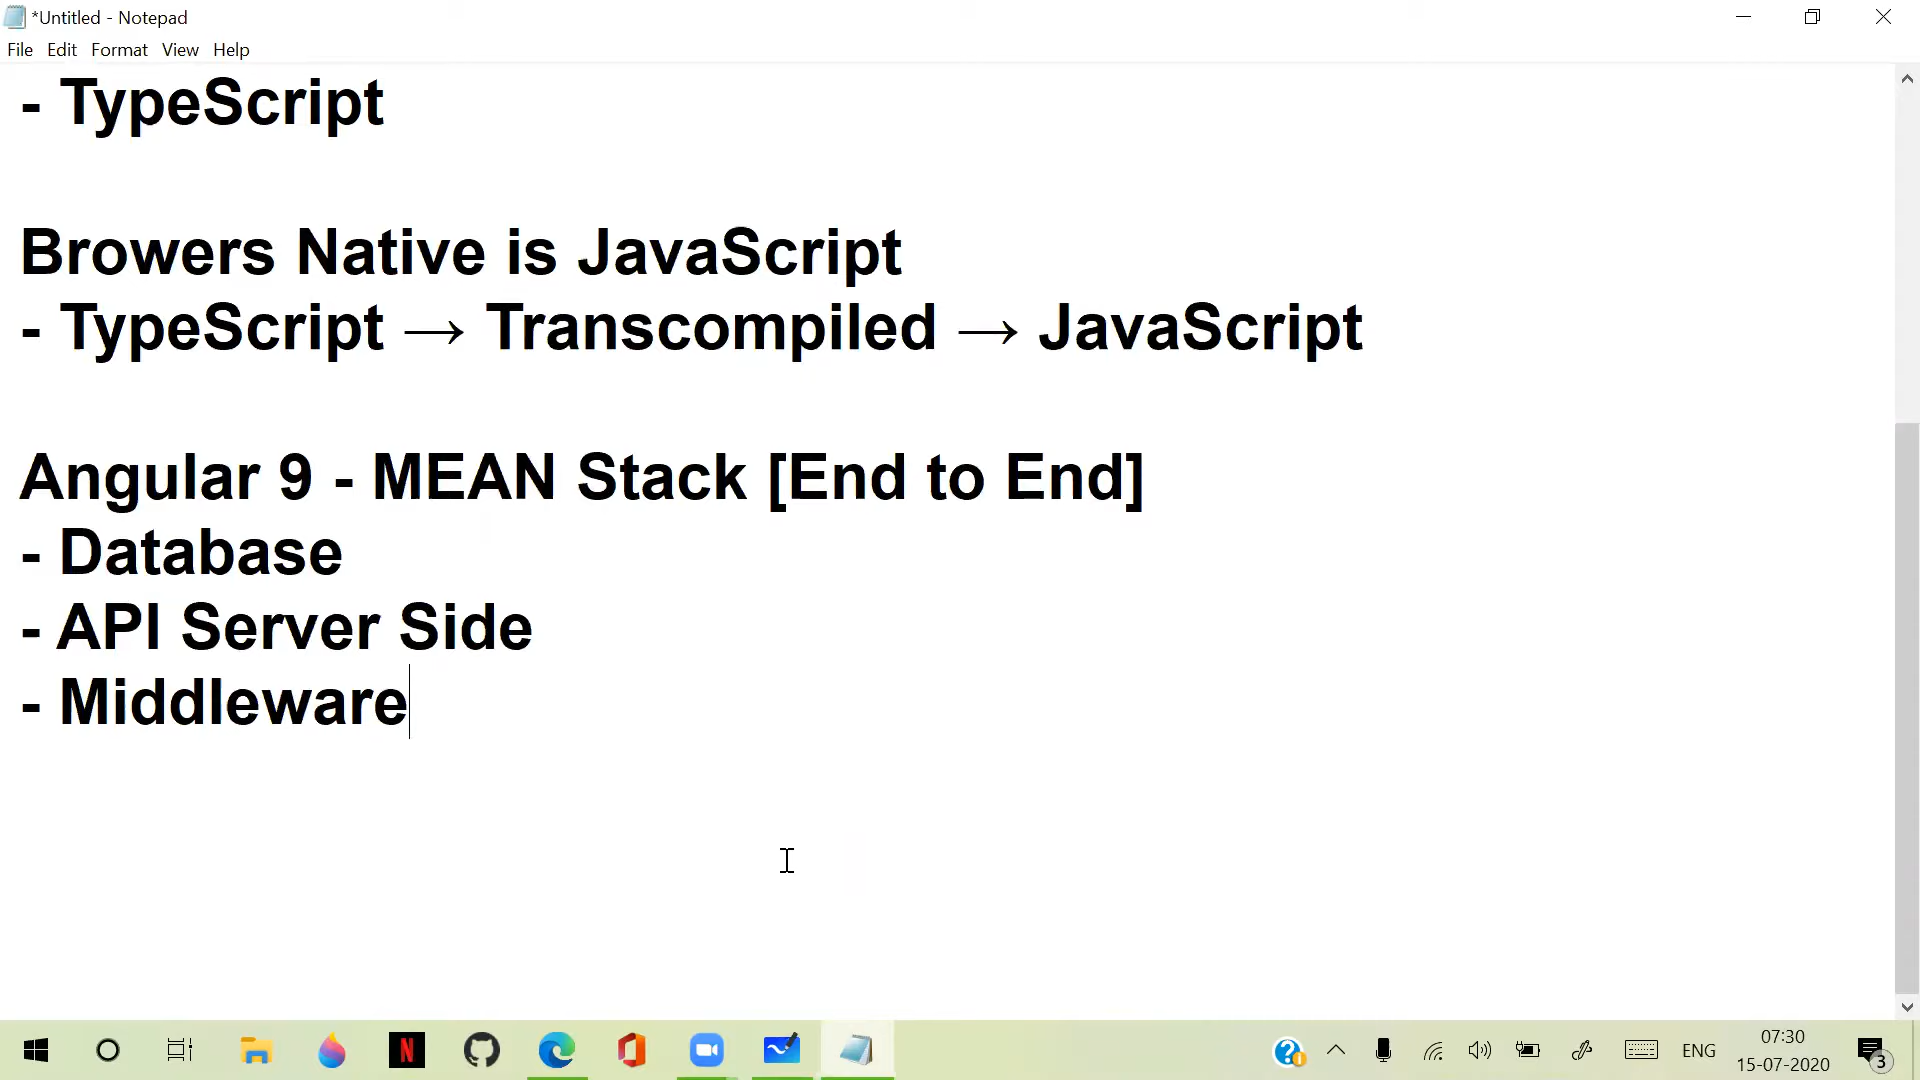 *Untitled - Notepad
File Edit Format View Help
- TypeScript
Browers Native is JavaScript
- TypeScript → Transcompiled → JavaScript
Angular 9 - MEAN Stack [End to End]
- Database
- API Server Side
- Middleware
N
ENG
07:30
15-07-2020
3